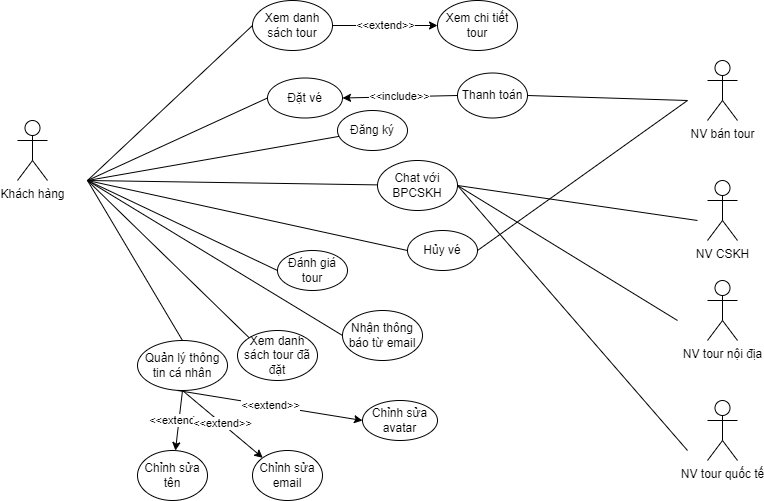 Xem danh
sách tour
<<extend>>
Xem chi tiết
tour
Đặt vé
<<include>>
Thanh toán
NV bán tour
Đăng ký
Khách hàng
Chat với
BPCSKH
Hủy vé
NV CSKH
Đánh giá
tour
Nhận thông
báo từ email
NV tour nội địa
Quản lý thông
tin cá nhân
Xem danh
sách tour đã
đặt
<<extend>>
<<extend
<<extend>>
Chỉnh sửa
avatar
Chỉnh sửa
tên
Chỉnh sửa
email
NV tour quốc tế